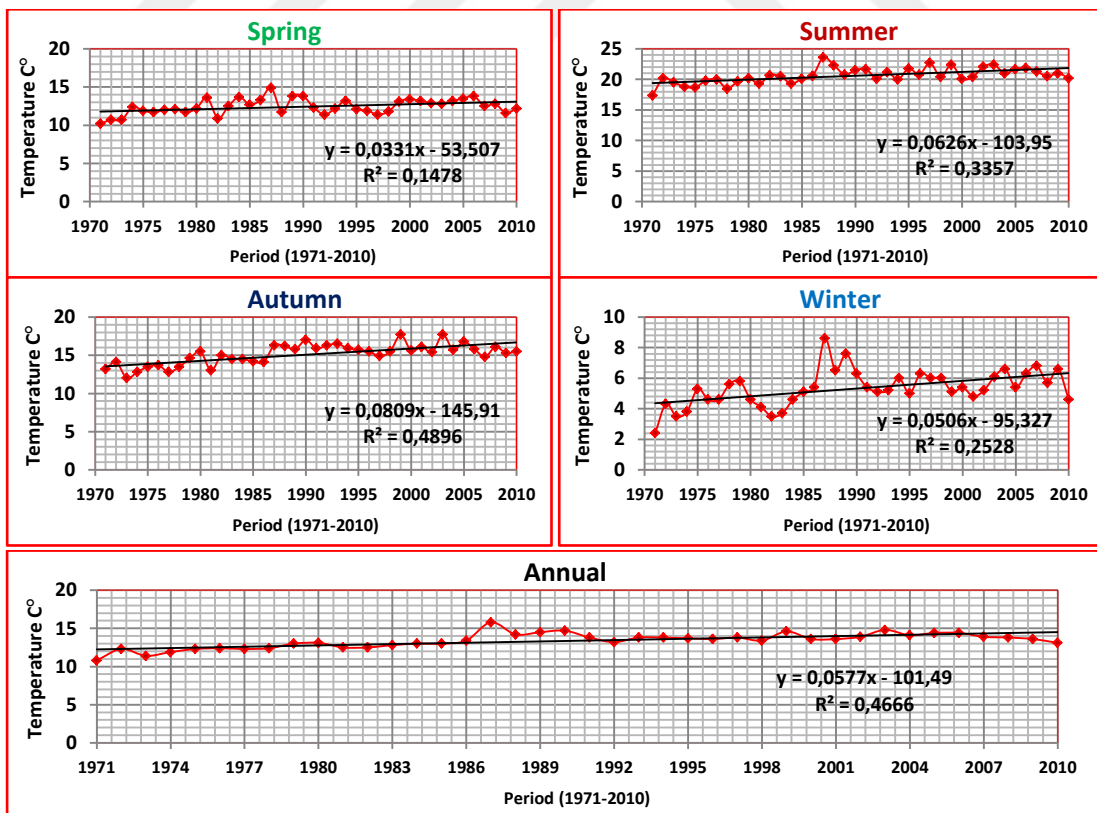 Spring
Temperature C°
20
15
10
5
0
y = 0,0331x - 53,507
R² = 0,1478
1970 1975 1980 1985 1990 1995 2000 2005 2010
Period (1971-2010)
Summer
Temperature C°
25
20
15
10
5
0
y = 0,0626x - 103,95
R² = 0,3357
1970 1975 1980 1985 1990 1995 2000 2005 2010
Period (1971-2010)
Autumn
Temperature C°
20
15
10
5
0
y = 0,0809x - 145,91
R² = 0,4896
1970 1975 1980 1985 1990 1995 2000 2005 2010
Period (1971-2010)
Winter
Temperature C°
10
8
6
4
2
0
y = 0,0506x - 95,327
R² = 0,2528
1970 1975 1980 1985 1990 1995 2000 2005 2010
Period (1971-2010)
Annual
Temperature C°
20
15
10
5
0
y = 0,0577x - 101,49
R² = 0,4666
1971 1974 1977 1980 1983 1986 1989 1992 1995 1998 2001 2004 2007 2010
Period (1971-2010)